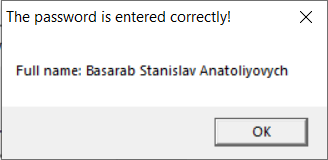 The password is entered correctly!
Full name: Basarab Stanislav Anatoliyovych
OK